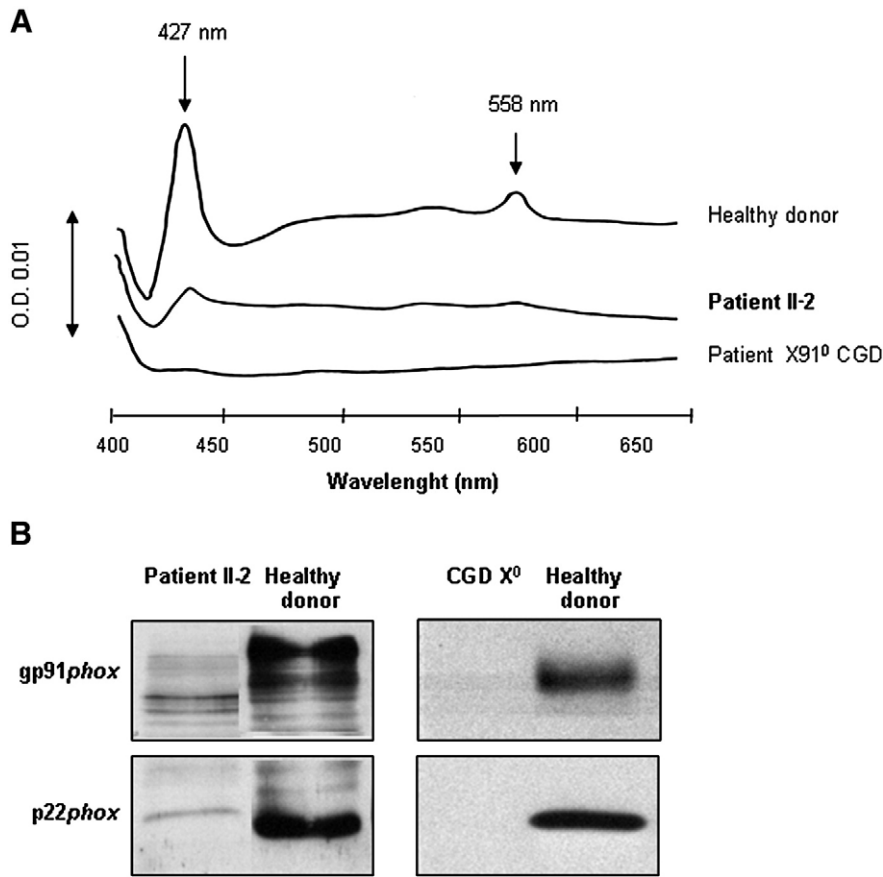 A
427 nm
558 nm
O.D. 0.01
Healthy donor
Patient II-2
Patient X91⁰ CGD
400 450 500 550 600 650
Wavelenght (nm)
B
Patient II-2 Healthy donor
CGD X⁰ Healthy donor
gp91phox
p22phox